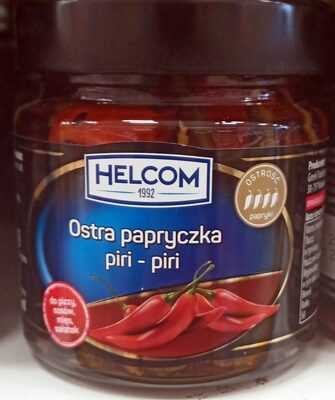 HELCOM
1992
OSTROŚĆ
papryki
Ostra papryczka
piri - piri
do pizzy,
sosów,
mięs,
sałatek